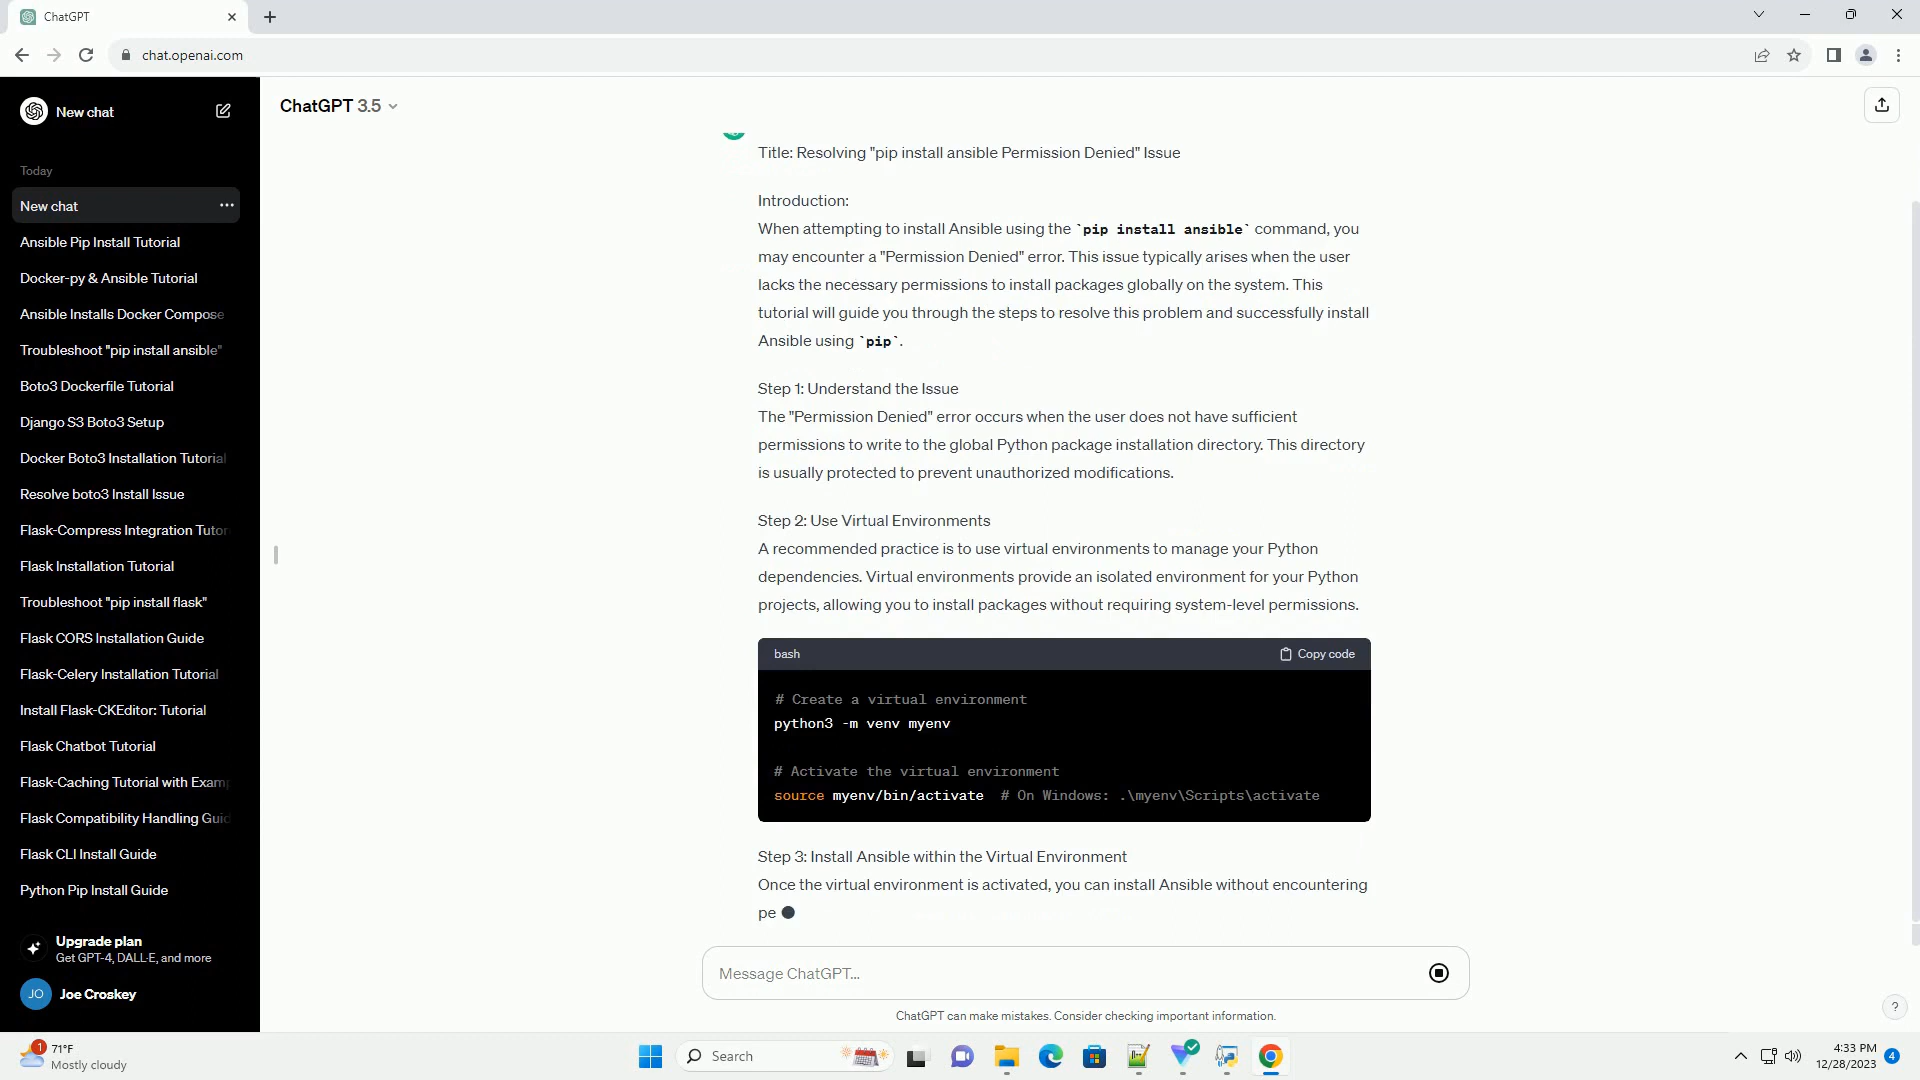 ChatGPT
chat.openai.com
New chat
Today
New chat
Ansible Pip Install Tutorial
Docker-py & Ansible Tutorial
Ansible Installs Docker Compose
Troubleshoot "pip install ansible"
Boto3 Dockerfile Tutorial
Django S3 Boto3 Setup
Docker Boto3 Installation Tutorial
Resolve boto3 Install Issue
Flask-Compress Integration Tutor
Flask Installation Tutorial
Troubleshoot "pip install flask"
Flask CORS Installation Guide
Flask-Celery Installation Tutorial
Install Flask-CKEditor: Tutorial
Flask Chatbot Tutorial
Flask-Caching Tutorial with Exam
Flask Compatibility Handling Guid
Flask CLI Install Guide
Python Pip Install Guide
Upgrade plan
Get GPT-4, DALL·E, and more
JO Joe Croskey
ChatGPT 3.5
Title: Resolving "pip install ansible Permission Denied" Issue
Introduction:
When attempting to install Ansible using the `pip install ansible` command, you
may encounter a "Permission Denied" error. This issue typically arises when the user
lacks the necessary permissions to install packages globally on the system. This
tutorial will guide you through the steps to resolve this problem and successfully install
Ansible using `pip`.
Step 1: Understand the Issue
The "Permission Denied" error occurs when the user does not have sufficient
permissions to write to the global Python package installation directory. This directory
is usually protected to prevent unauthorized modifications.
Step 2: Use Virtual Environments
A recommended practice is to use virtual environments to manage your Python
dependencies. Virtual environments provide an isolated environment for your Python
projects, allowing you to install packages without requiring system-level permissions.
bash Copy code
# Create a virtual environment
python3 -m venv myenv
# Activate the virtual environment
source myenv/bin/activate  # On Windows: .\myenv\Scripts\activate
Step 3: Install Ansible within the Virtual Environment
Once the virtual environment is activated, you can install Ansible without encountering
pe
Message ChatGPT...
ChatGPT can make mistakes. Consider checking important information.
?
1
71°F
Mostly cloudy
Search
4:33 PM
12/28/2023
4